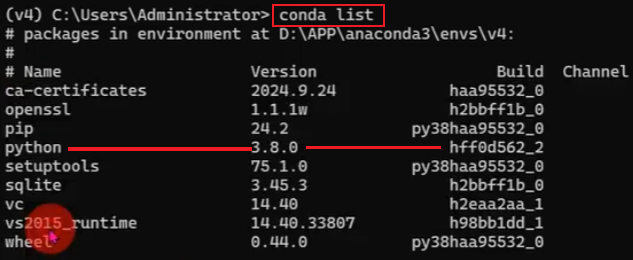 (v4) C:\Users\Administrator> conda list
# packages in environment at D:\APP\anaconda3\envs\v4:
#
# Name Version Build Channel
ca-certificates 2024.9.24 haa95532_0
openssl 1.1.1w h2bbff1b_0
pip 24.2 py38haa95532_0
python 3.8.0 hff0d562_2
setuptools 75.1.0 py38haa95532_0
sqlite 3.45.3 h2bbff1b_0
vc 14.40 h2eaa2aa_1
vs2015_runtime 14.40.33807 h98bb1dd_1
wheel 0.44.0 py38haa95532_0